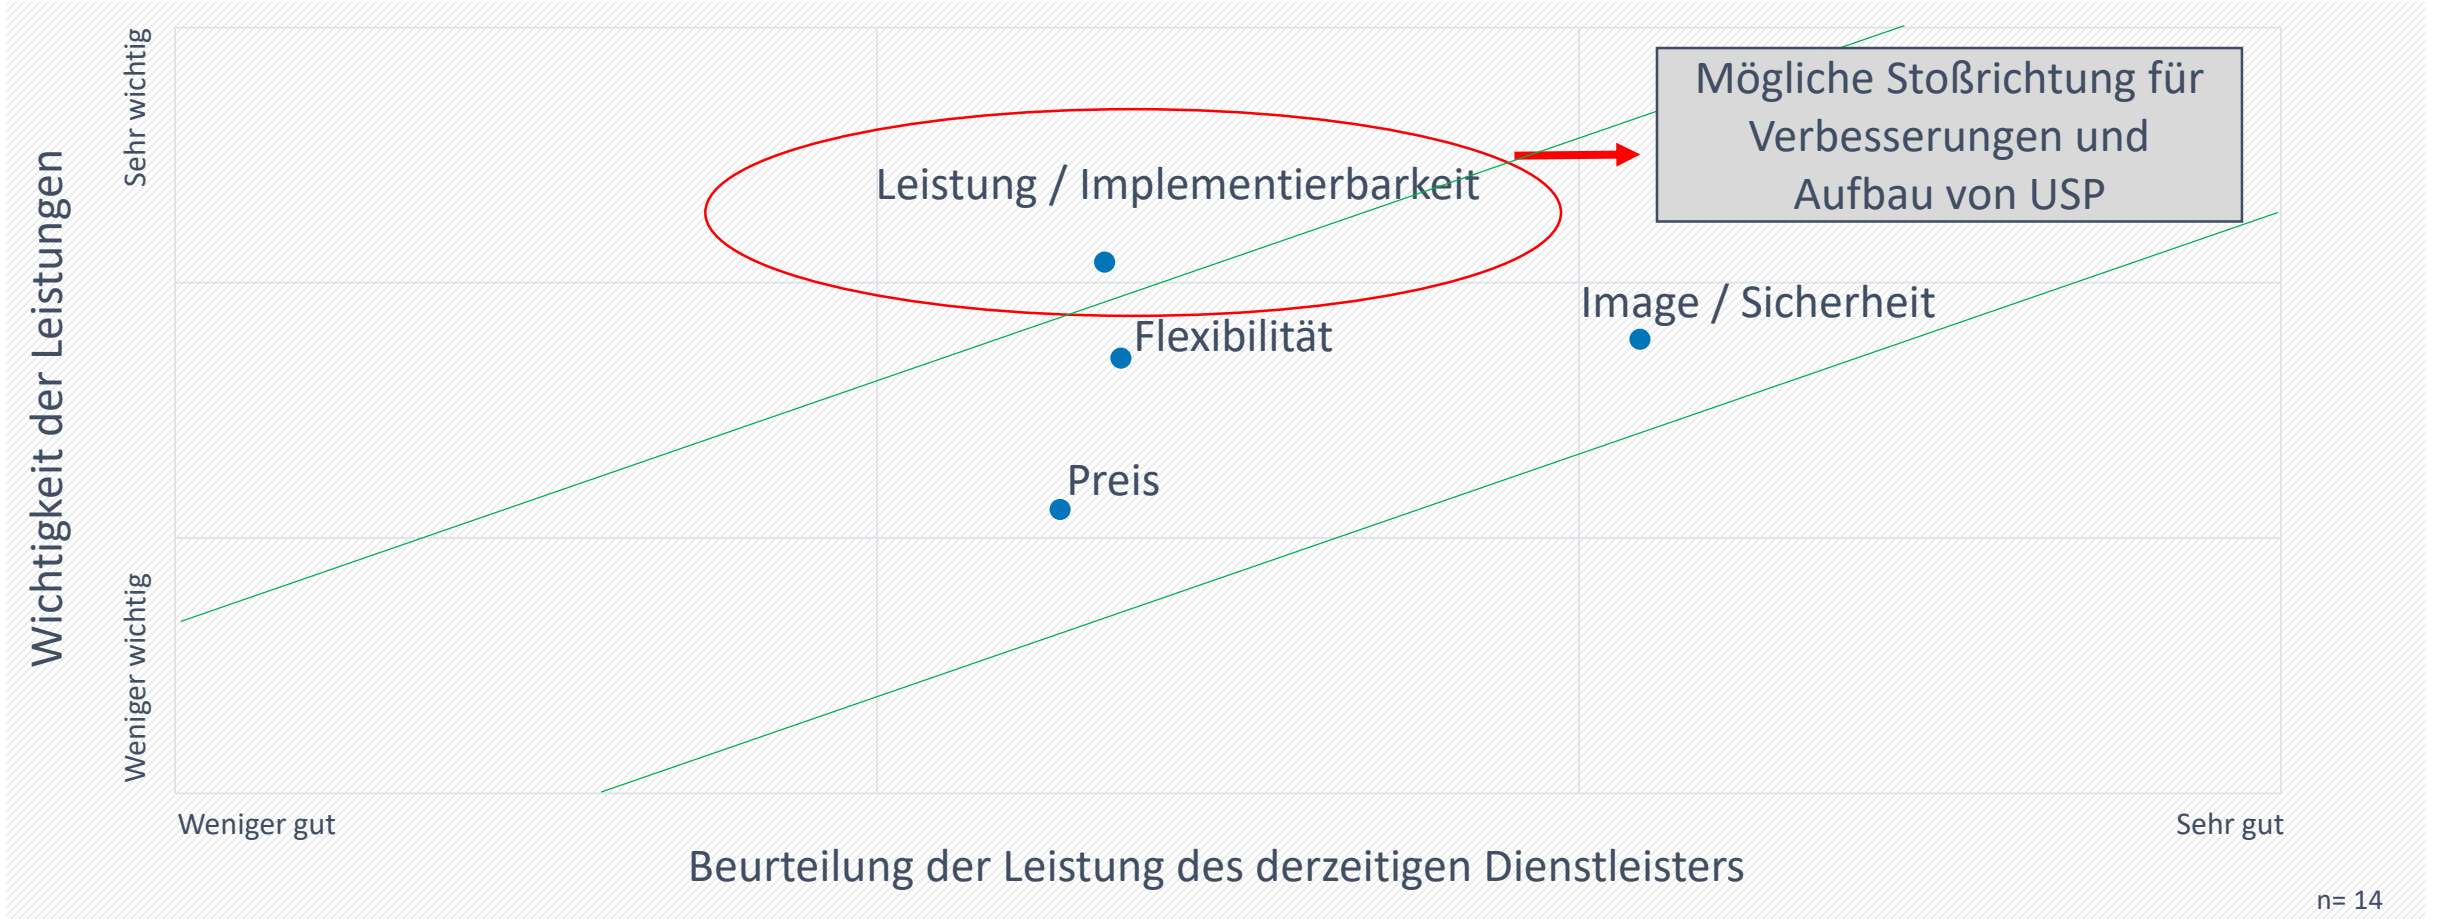 Wichtigkeit der Leistungen
Sehr wichtig
Weniger wichtig
Mögliche Stoßrichtung für
Verbesserungen und
Aufbau von USP
Leistung / Implementierbarkeit
Image / Sicherheit
Flexibilität
Preis
Weniger gut
Sehr gut
Beurteilung der Leistung des derzeitigen Dienstleisters
n= 14